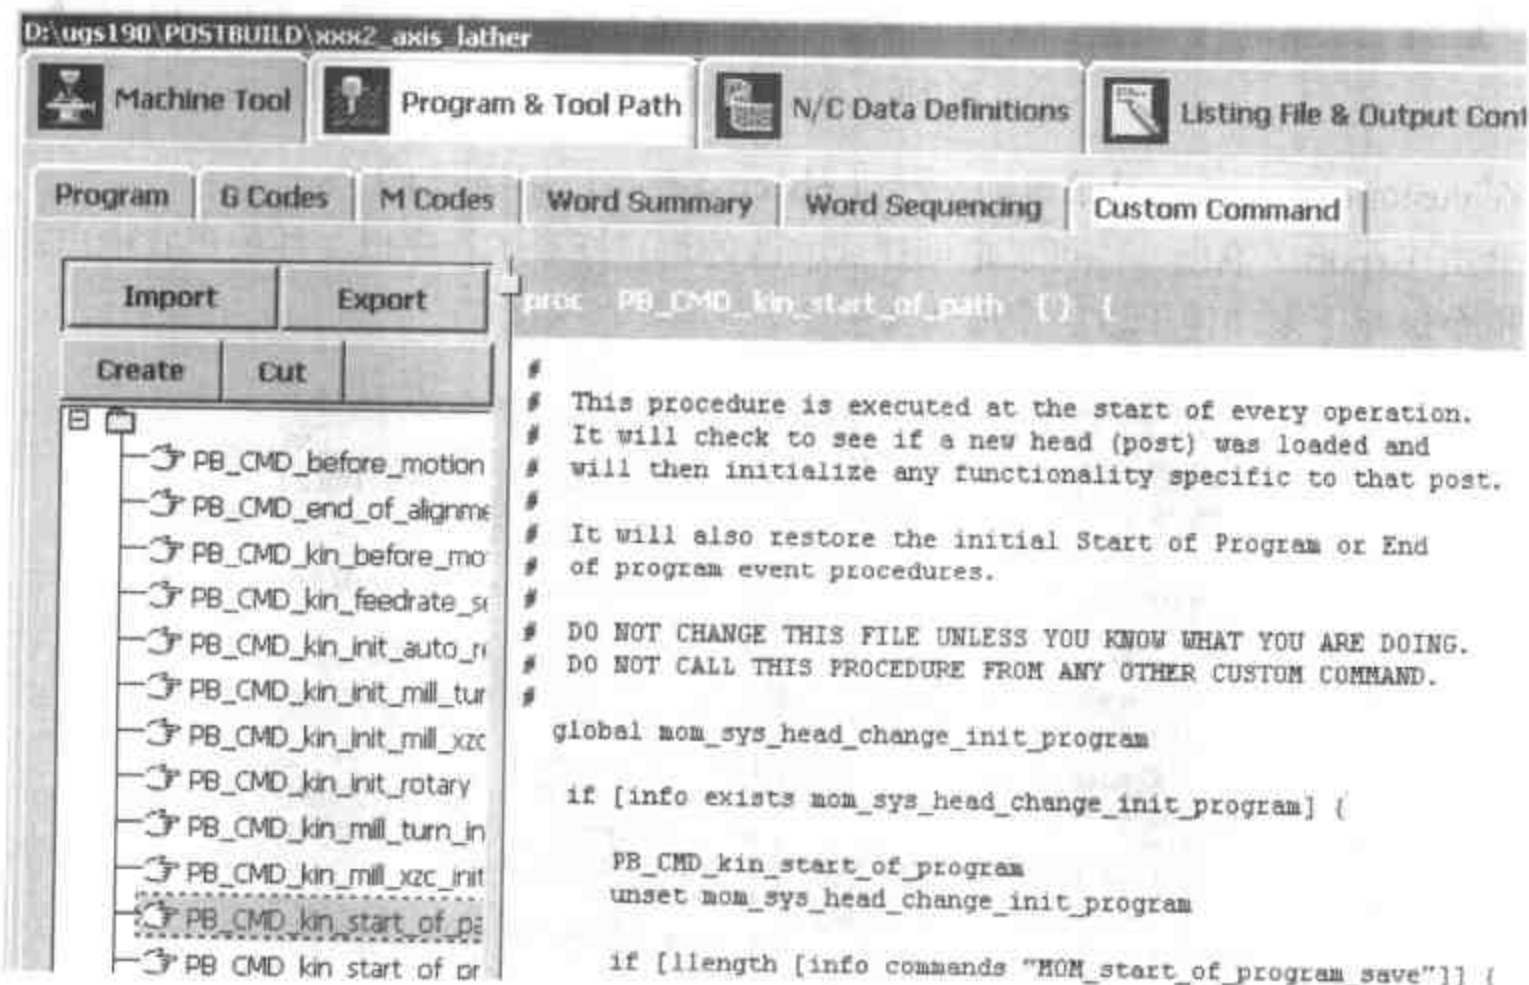 D:\ugs190\POSTBUILD\xxx2_axis_lather
Machine Tool
Program & Tool Path
N/C Data Definitions
Listing File & Output Cont
Program
G Codes
M Codes
Word Summary
Word Sequencing
Custom Command
Import
Export
Create
Cut
PB_CMD_before_motion
PB_CMD_end_of_alignme
PB_CMD_kin_before_mo
PB_CMD_kin_feedrate_se
PB_CMD_kin_init_auto_re
PB_CMD_kin_init_mill_tur
PB_CMD_kin_init_mill_xzc
PB_CMD_kin_init_rotary
PB_CMD_kin_mill_turn_in
PB_CMD_kin_mill_xzc_init
PB_CMD_kin_start_of_pa
PB_CMD_kin_start_of_pr
proc PB_CMD_kin_start_of_path {} {
#
# This procedure is executed at the start of every operation.
# It will check to see if a new head (post) was loaded and
# will then initialize any functionality specific to that post.
#
# It will also restore the initial Start of Program or End
# of program event procedures.
#
# DO NOT CHANGE THIS FILE UNLESS YOU KNOW WHAT YOU ARE DOING.
# DO NOT CALL THIS PROCEDURE FROM ANY OTHER CUSTOM COMMAND.
#
global mom_sys_head_change_init_program
if [info exists mom_sys_head_change_init_program] {
PB_CMD_kin_start_of_program
unset mom_sys_head_change_init_program
if [llength [info commands "MOM_start_of_program_save"]] {